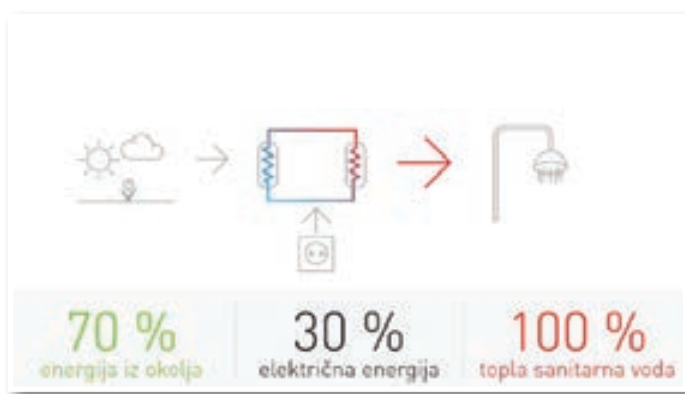 70 %
energija iz okolja
30 %
električna energija
100 %
topla sanitarna voda